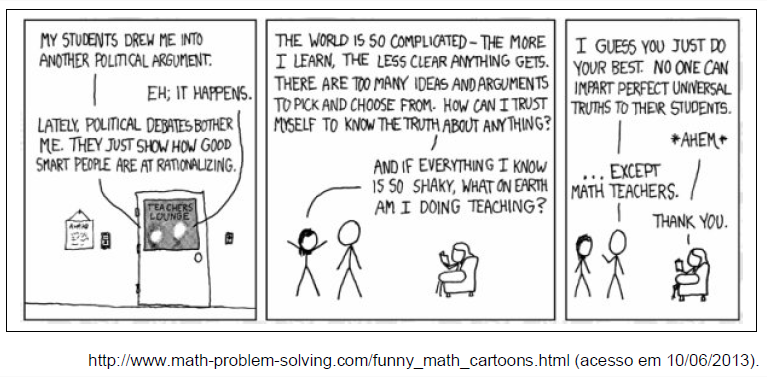 MY STUDENTS DREW ME INTO
ANOTHER POLITICAL ARGUMENT.
EH; IT HAPPENS.
LATELY, POLITICAL DEBATES BOTHER
ME. THEY JUST SHOW HOW GOOD
SMART PEOPLE ARE AT RATIONALIZING.
TEACHERS
LOUNGE
THE WORLD IS SO COMPLICATED – THE MORE
I LEARN, THE LESS CLEAR ANYTHING GETS.
THERE ARE TOO MANY IDEAS AND ARGUMENTS
TO PICK AND CHOOSE FROM. HOW CAN I TRUST
MYSELF TO KNOW THE TRUTH ABOUT ANYTHING?
AND IF EVERYTHING I KNOW
IS SO SHAKY, WHAT ON EARTH
AM I DOING TEACHING?
I GUESS YOU JUST DO
YOUR BEST. NO ONE CAN
IMPART PERFECT UNIVERSAL
TRUTHS TO THEIR STUDENTS.
*AHEM*
... EXCEPT
MATH TEACHERS.
THANK YOU.
http://www.math-problem-solving.com/funny_math_cartoons.html (acesso em 10/06/2013).